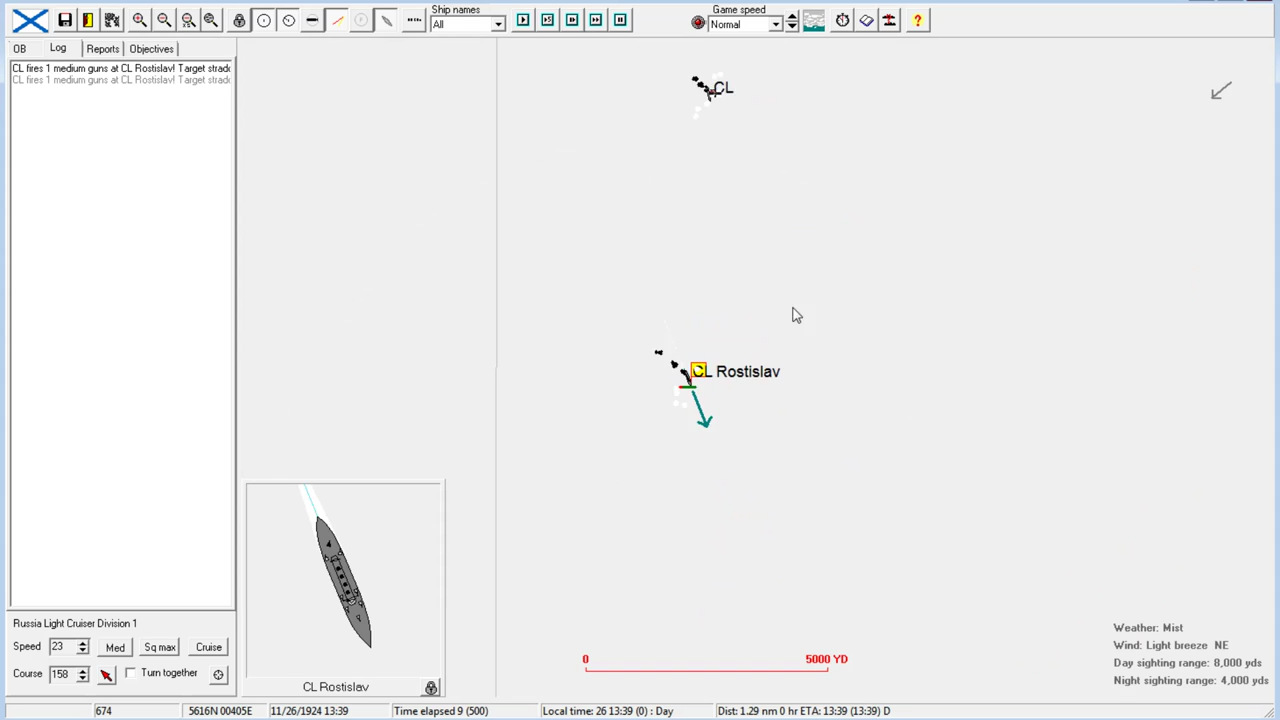 Ship names
All
Game speed
Normal
OB
Log
Reports
Objectives
CL fires 1 medium guns at CL Rostislav! Target stradd
CL fires 1 medium guns at CL Rostislav! Target stradd
CL
CL Rostislav
Russia Light Cruiser Division 1
Speed 23 Med Sq max Cruise
Course 158 Turn together
CL Rostislav
0 5000 YD
Weather: Mist
Wind: Light breeze NE
Day sighting range: 8,000 yds
Night sighting range: 4,000 yds
674 5616N 00405E 11/26/1924 13:39 Time elapsed 9 (500) Local time: 26 13:39 (0) : Day Dist: 1.29 nm 0 hr ETA: 13:39 (13:39) D